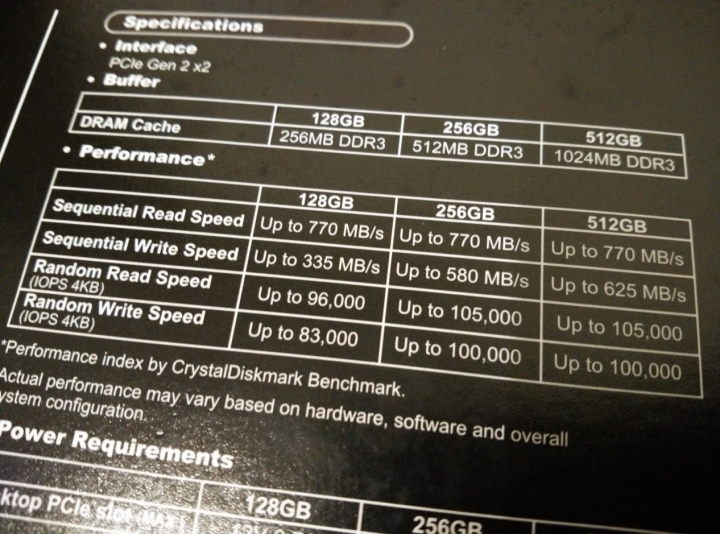 Specifications
• Interface
PCIe Gen 2 x2
• Buffer
128GB 256GB 512GB
DRAM Cache 256MB DDR3 512MB DDR3 1024MB DDR3
• Performance*
128GB 256GB 512GB
Sequential Read Speed Up to 770 MB/s Up to 770 MB/s Up to 770 MB/s
Sequential Write Speed Up to 335 MB/s Up to 580 MB/s Up to 625 MB/s
Random Read Speed
(IOPS 4KB) Up to 96,000 Up to 105,000 Up to 105,000
Random Write Speed
(IOPS 4KB) Up to 83,000 Up to 100,000 Up to 100,000
*Performance index by CrystalDiskmark Benchmark.
Actual performance may vary based on hardware, software and overall
ystem configuration.
Power Requirements
128GB 256GB
ktop PCIe slot (MAX)